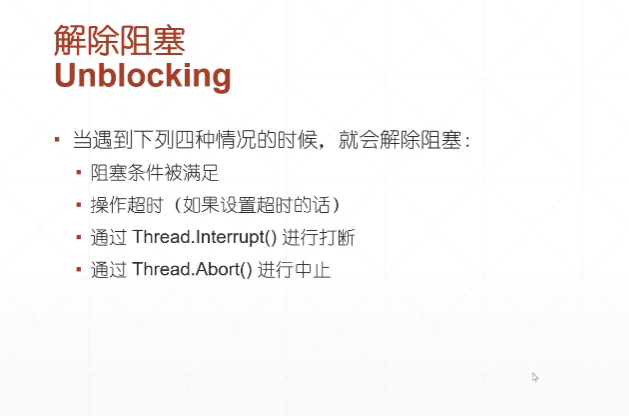 解除阻塞
Unblocking
当遇到下列四种情况的时候，就会解除阻塞：
阻塞条件被满足
操作超时（如果设置超时的话）
通过 Thread.Interrupt() 进行打断
通过 Thread.Abort() 进行中止